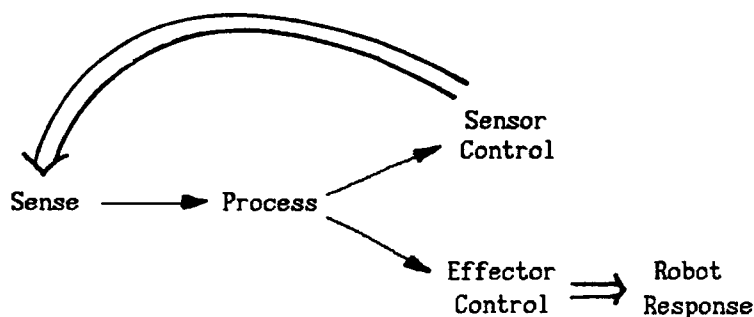 Sensor
Control
Sense
Process
Effector
Control
Robot
Response